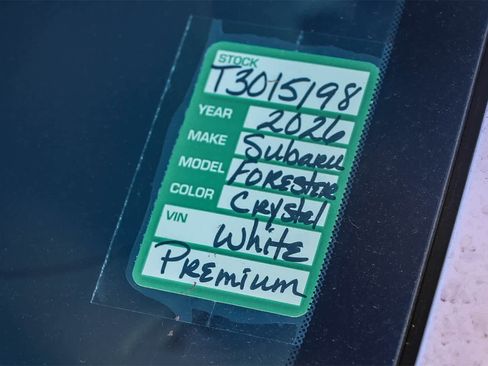 STOCK
T3015198
YEAR 2026
MAKE Subaru
MODEL FORESTER
COLOR Crystal
VIN White
Premium